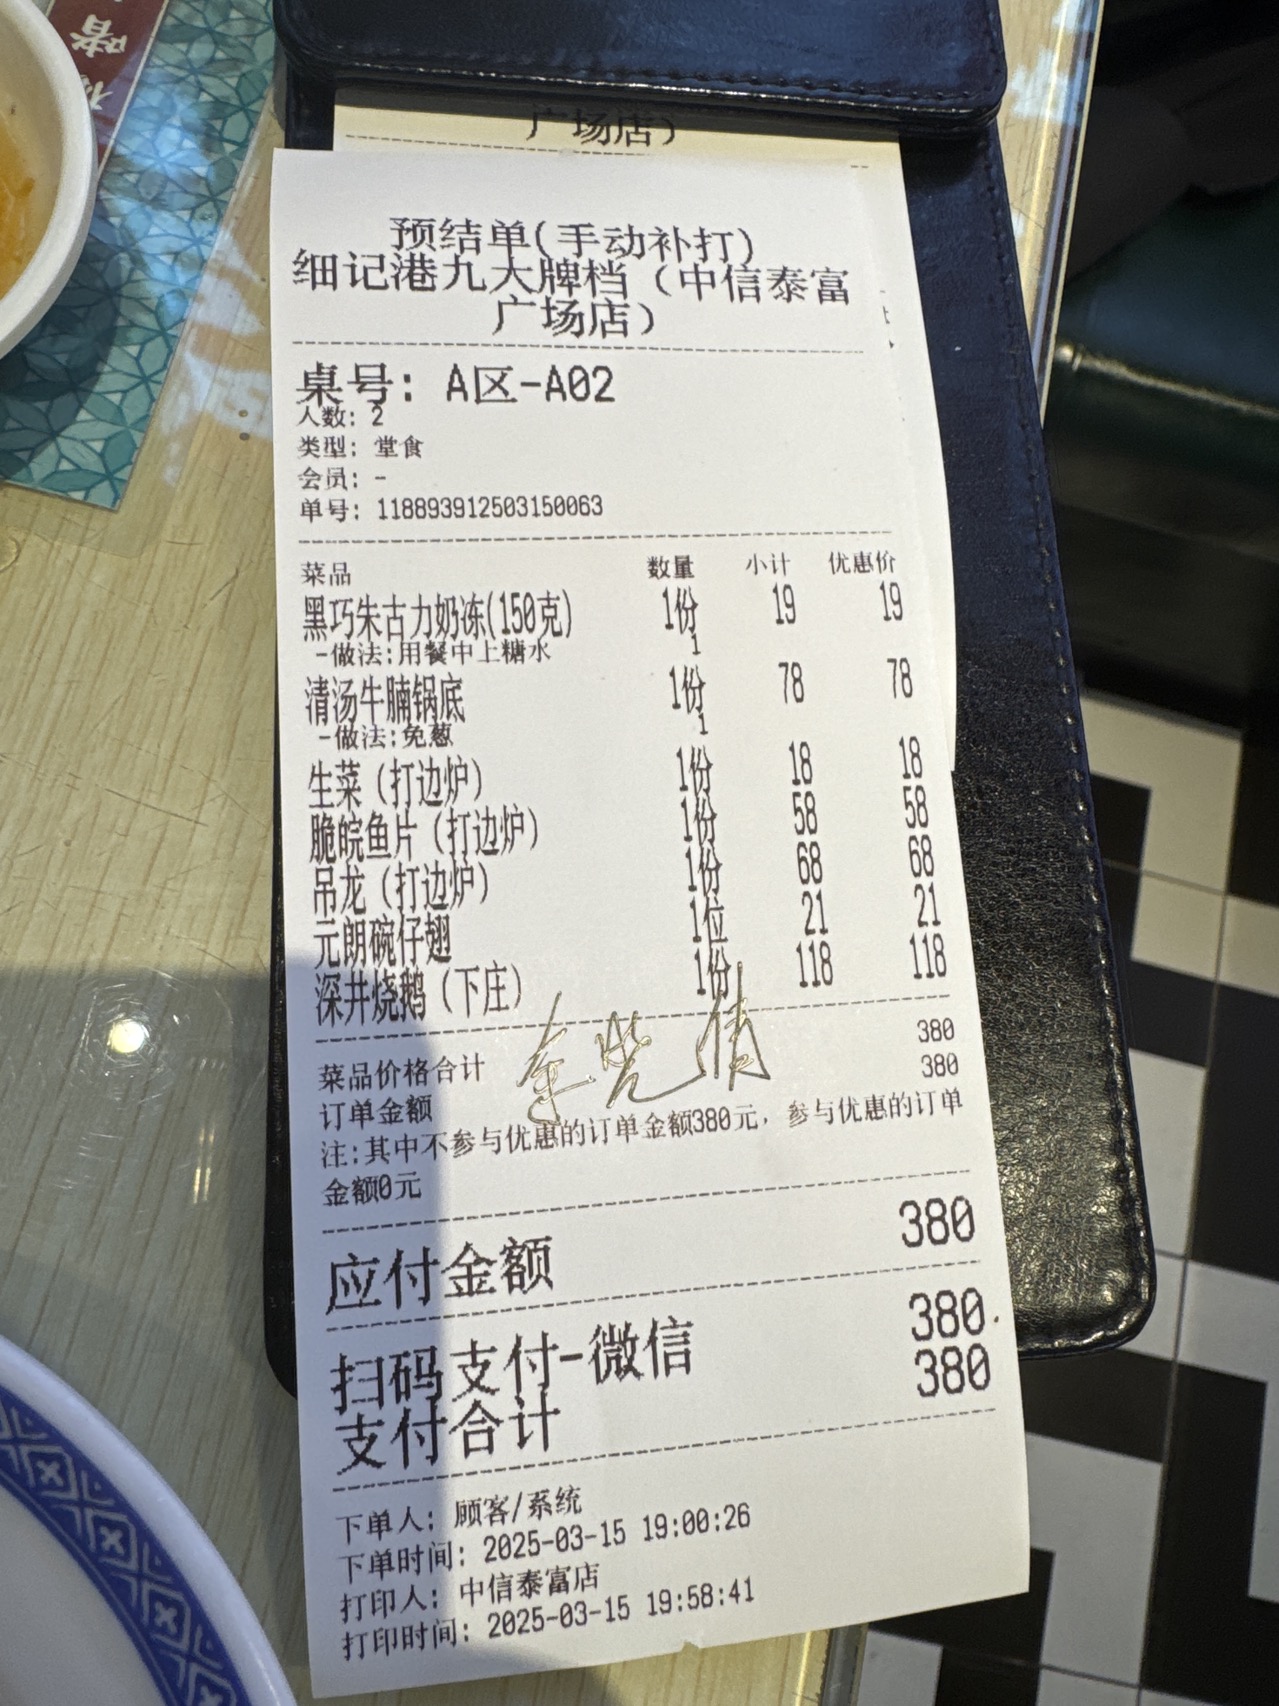 嗜
广场店）
预结单(手动补打)
细记港九大牌档（中信泰富
广场店）
桌号: A区-A02
人数: 2
类型: 堂食
会员: -
单号: 118893912503150063
菜品 数量 小计 优惠价
黑巧朱古力奶冻(150克) 1份 19 19
-做法:用餐中上糖水 1
清汤牛腩锅底 1份 78 78
-做法:免葱 1
生菜（打边炉） 1份 18 18
脆皖鱼片（打边炉） 1份 58 58
吊龙（打边炉） 1份 68 68
元朗碗仔翅 1位 21 21
深井烧鹅（下庄） 1份 118 118
菜品价格合计 380
订单金额 380
注:其中不参与优惠的订单金额380元，参与优惠的订单
金额0元
应付金额 380
扫码支付-微信 380
支付合计 380
下单人: 顾客/系统
下单时间: 2025-03-15 19:00:26
打印人: 中信泰富店
打印时间: 2025-03-15 19:58:41